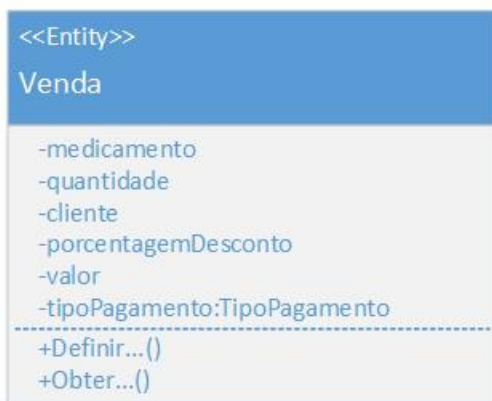 <<Entity>>
Venda
-medicamento
-quantidade
-cliente
-porcentagemDesconto
-valor
-tipoPagamento:TipoPagamento
+Definir...()
+Obter...()